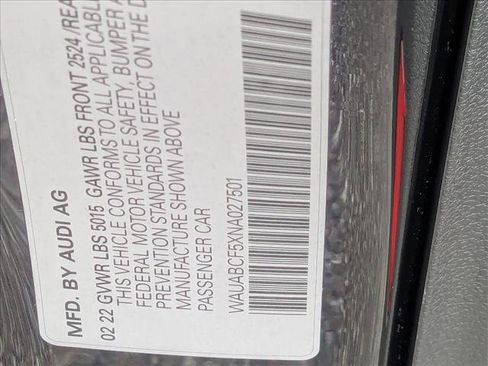 MFD. BY AUDI AG
02 22 GVWR LBS 5015 GAWR LBS FRONT 2524 /REA
THIS VEHICLE CONFORMS TO ALL APPLICABLE
FEDERAL MOTOR VEHICLE SAFETY, BUMPER A
PREVENTION STANDARDS IN EFFECT ON THE D
MANUFACTURE SHOWN ABOVE
PASSENGER CAR
WAUABCF5XNA027501